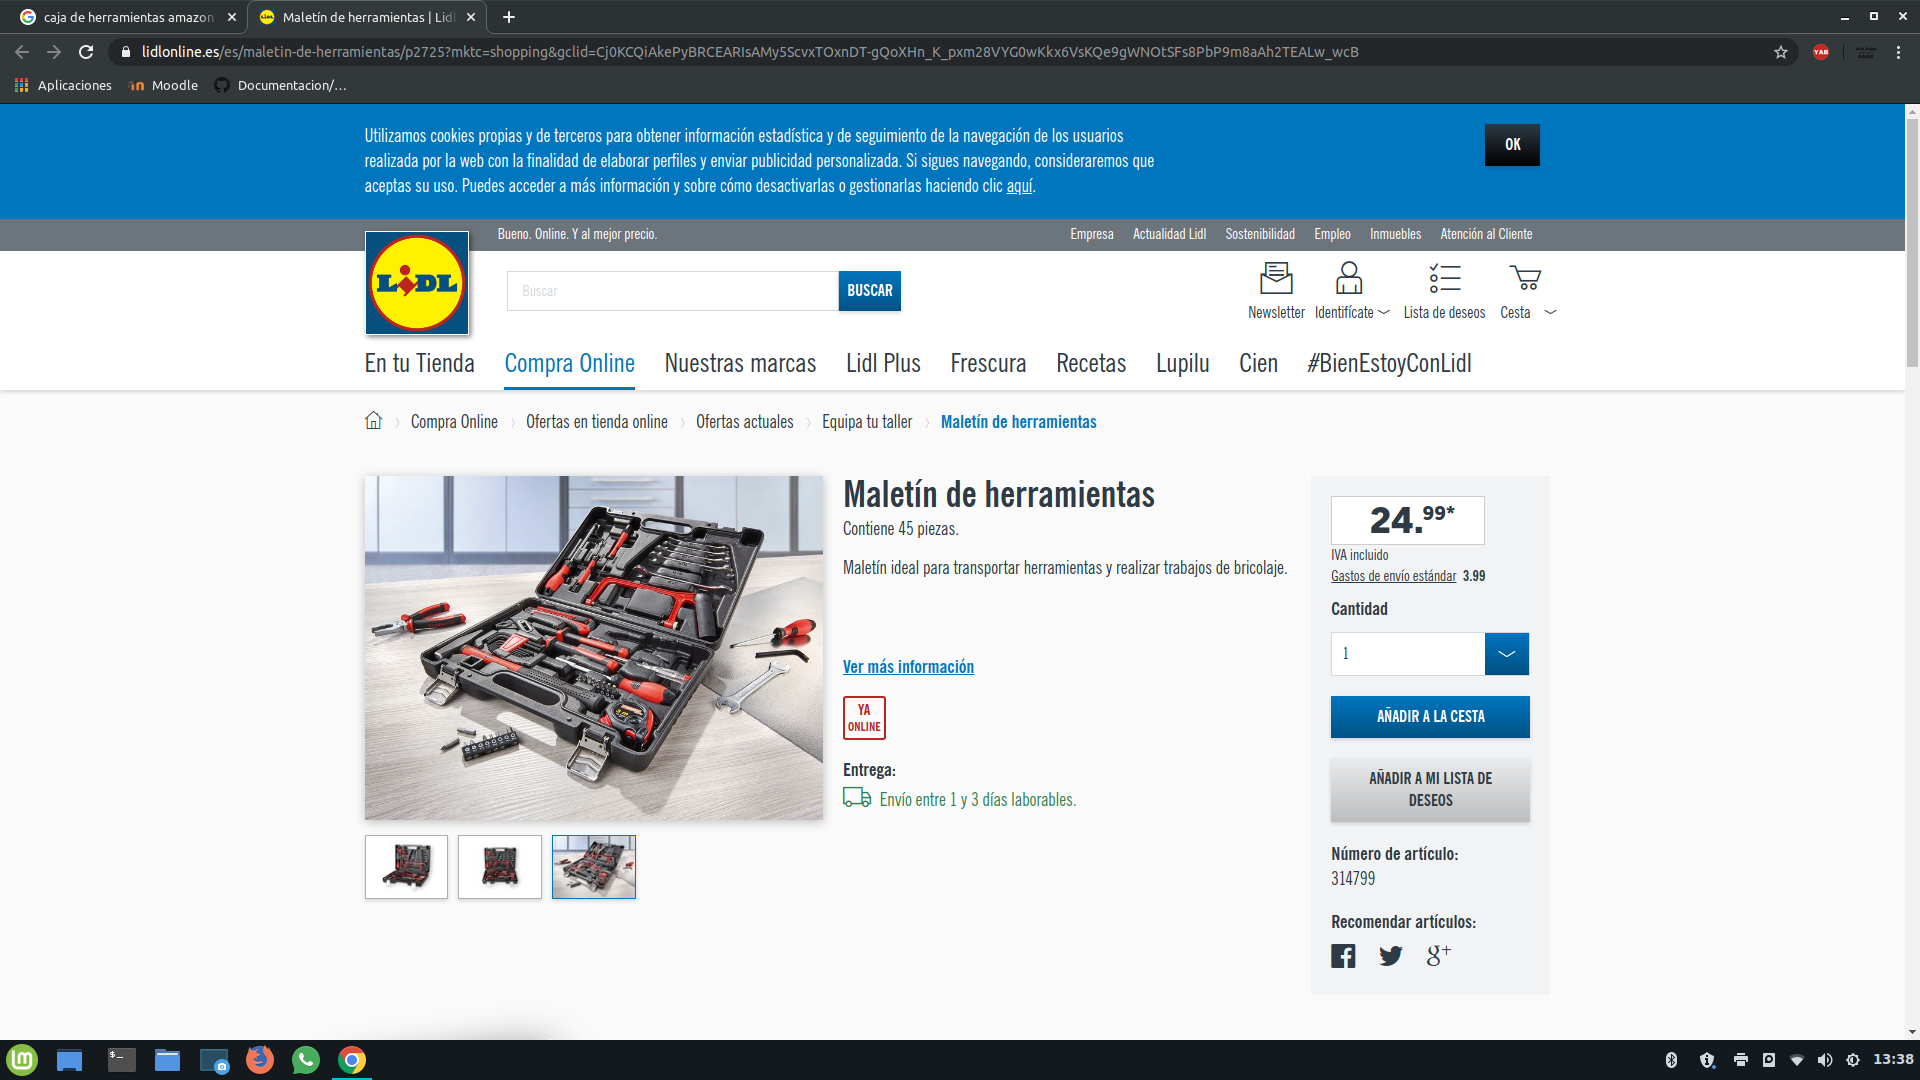 caja de herramientas amazon
Maletín de herramientas | Lidl
lidlonline.es/es/maletin-de-herramientas/p2725?mktc=shopping&gclid=Cj0KCQiAkePyBRCEARIsAMy5ScvxTOxnDT-gQoXHn_K_pxm28VYG0wKkx6VsKQe9gWNOtSFs8PbP9m8aAh2TEALw_wcB
YAB
Aplicaciones
Moodle
Documentacion/...
Utilizamos cookies propias y de terceros para obtener información estadística y de seguimiento de la navegación de los usuarios
realizada por la web con la finalidad de elaborar perfiles y enviar publicidad personalizada. Si sigues navegando, consideraremos que
aceptas su uso. Puedes acceder a más información y sobre cómo desactivarlas o gestionarlas haciendo clic aquí.
OK
Bueno. Online. Y al mejor precio.
Empresa Actualidad Lidl Sostenibilidad Empleo Inmuebles Atención al Cliente
LIDL
Buscar
BUSCAR
Newsletter Identifícate Lista de deseos Cesta
En tu Tienda Compra Online Nuestras marcas Lidl Plus Frescura Recetas Lupilu Cien #BienEstoyConLidl
Compra Online Ofertas en tienda online Ofertas actuales Equipa tu taller Maletín de herramientas
Maletín de herramientas
Contiene 45 piezas.
Maletín ideal para transportar herramientas y realizar trabajos de bricolaje.
Ver más información
YA
ONLINE
Entrega:
Envío entre 1 y 3 días laborables.
24.99*
IVA incluido
Gastos de envío estándar 3.99
Cantidad
1
AÑADIR A LA CESTA
AÑADIR A MI LISTA DE
DESEOS
Número de artículo:
314799
Recomendar artículos:
g+
13:38